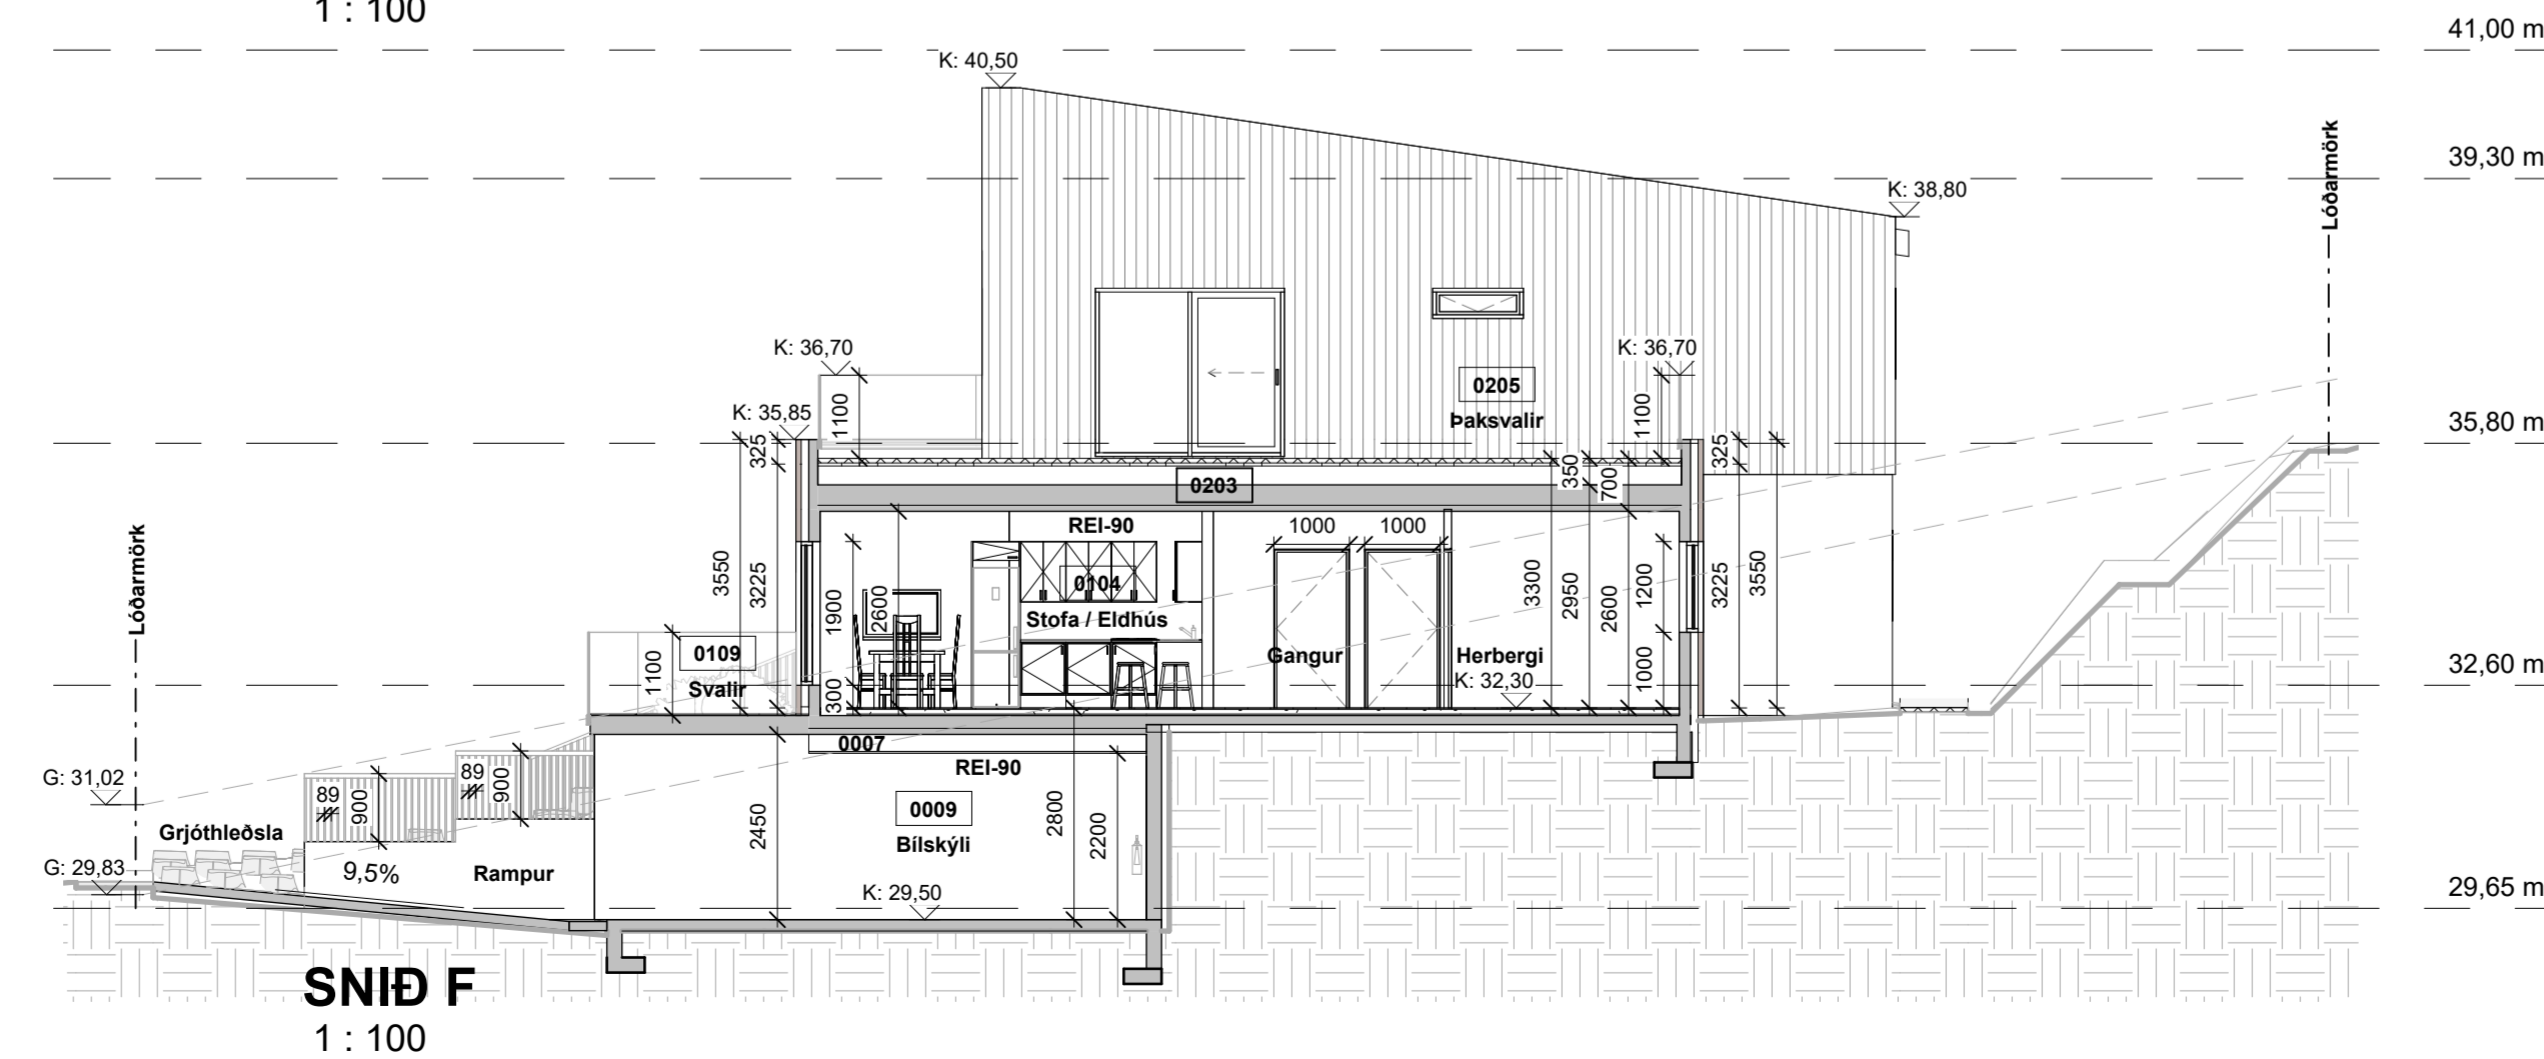 1 : 100
41,00 m
K: 40,50
39,30 m
Lóðarmörk
K: 38,80
K: 36,70
K: 36,70
0205
Þaksvalir
1100
1100
K: 35,85
35,80 m
325
325
350
700
0203
REI-90
1000
1000
Lóðarmörk
3550
3225
1900
2600
0104
Stofa / Eldhús
3300
2950
2600
1200
3225
3550
0109
Svalir
1100
300
Gangur
Herbergi
K: 32,30
1000
32,60 m
0007
REI-90
G: 31,02
89
900
89
900
Grjóthleðsla
2450
0009
Bílskýli
2800
2200
G: 29,83
9,5%
Rampur
K: 29,50
29,65 m
SNIÐ F
1 : 100